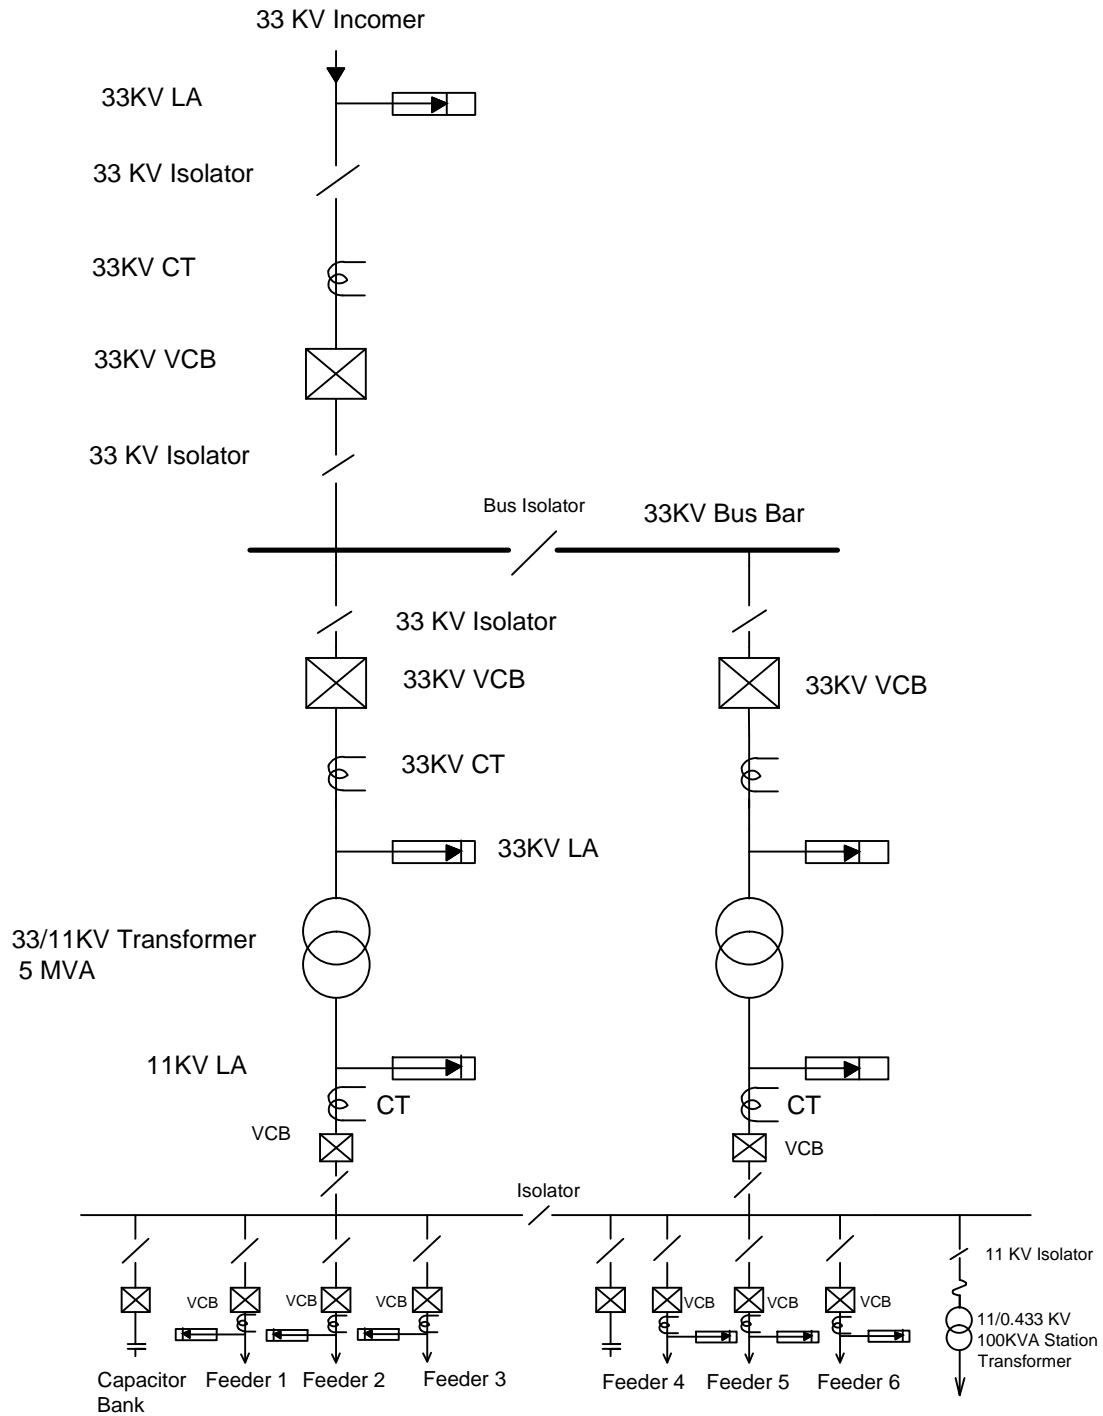 33 KV Incomer
33KV LA
33 KV Isolator
33KV CT
33KV VCB
33 KV Isolator
Bus Isolator
33KV Bus Bar
33 KV Isolator
33KV VCB
33KV VCB
33KV CT
33KV LA
33/11KV Transformer
5 MVA
11KV LA
CT
CT
VCB
VCB
Isolator
11 KV Isolator
VCB
VCB
VCB
VCB
VCB
VCB
11/0.433 KV
100KVA Station
Transformer
Capacitor
Bank
Feeder 1
Feeder 2
Feeder 3
Feeder 4
Feeder 5
Feeder 6